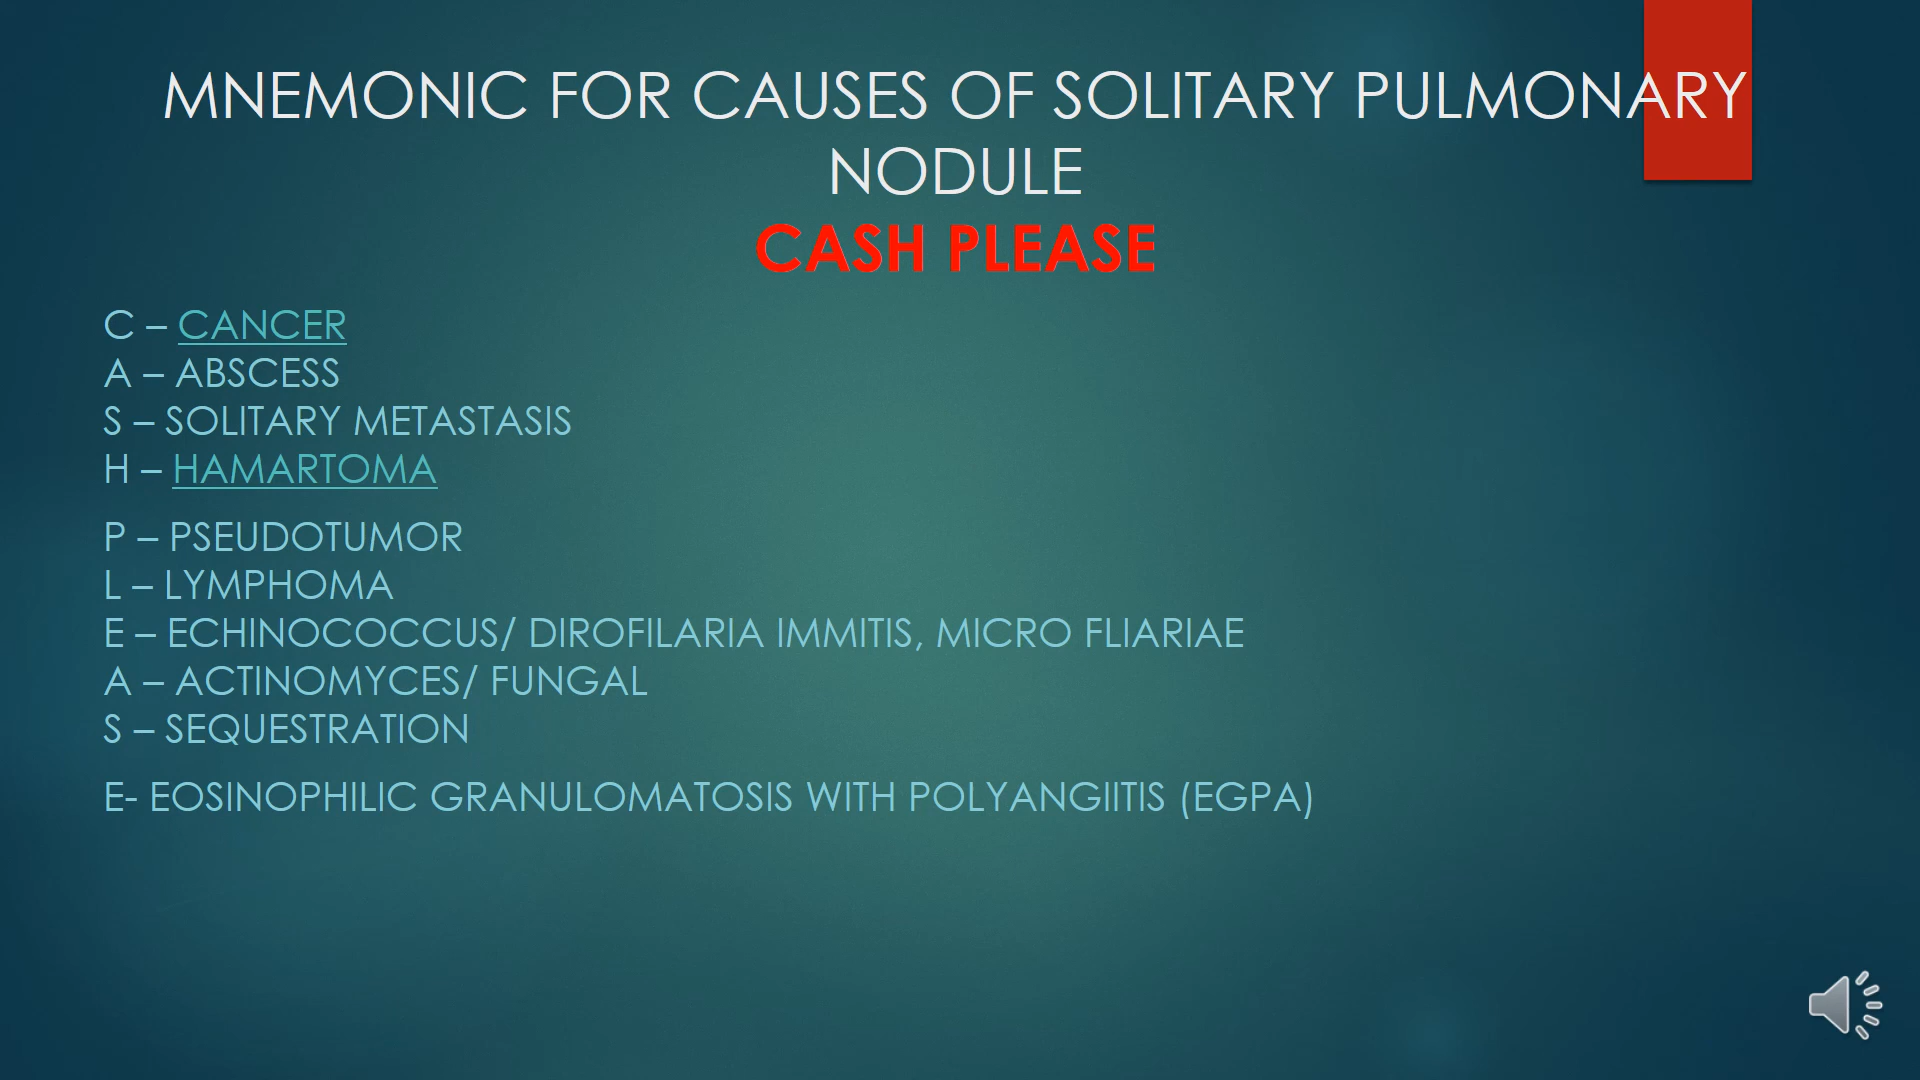 MNEMONIC FOR CAUSES OF SOLITARY PULMONARY
NODULE
CASH PLEASE
C – CANCER
A – ABSCESS
S – SOLITARY METASTASIS
H – HAMARTOMA
P – PSEUDOTUMOR
L – LYMPHOMA
E – ECHINOCOCCUS/ DIROFILARIA IMMITIS, MICRO FLIARIAE
A – ACTINOMYCES/ FUNGAL
S – SEQUESTRATION
E- EOSINOPHILIC GRANULOMATOSIS WITH POLYANGIITIS (EGPA)